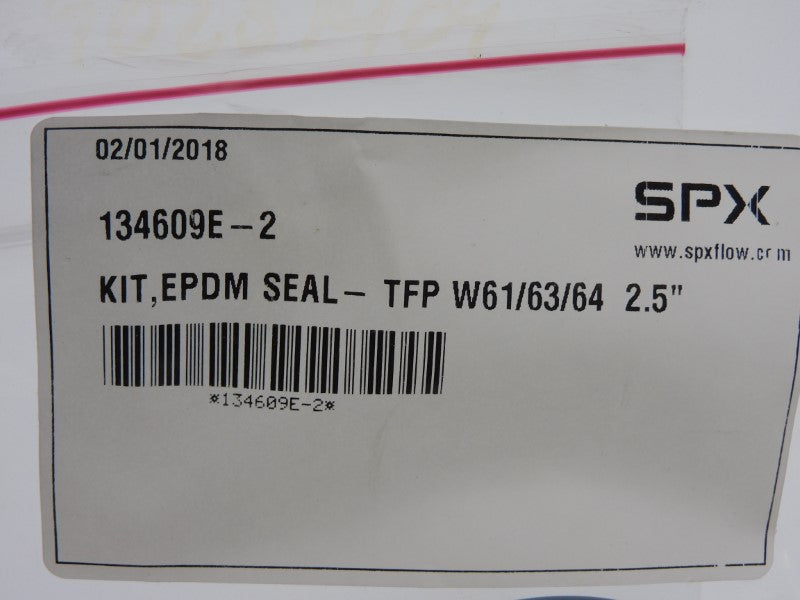 02/01/2018
SPX
134609E-2
www.spxflow.com
KIT,EPDM SEAL- TFP W61/63/64 2.5"
*134609E-2*